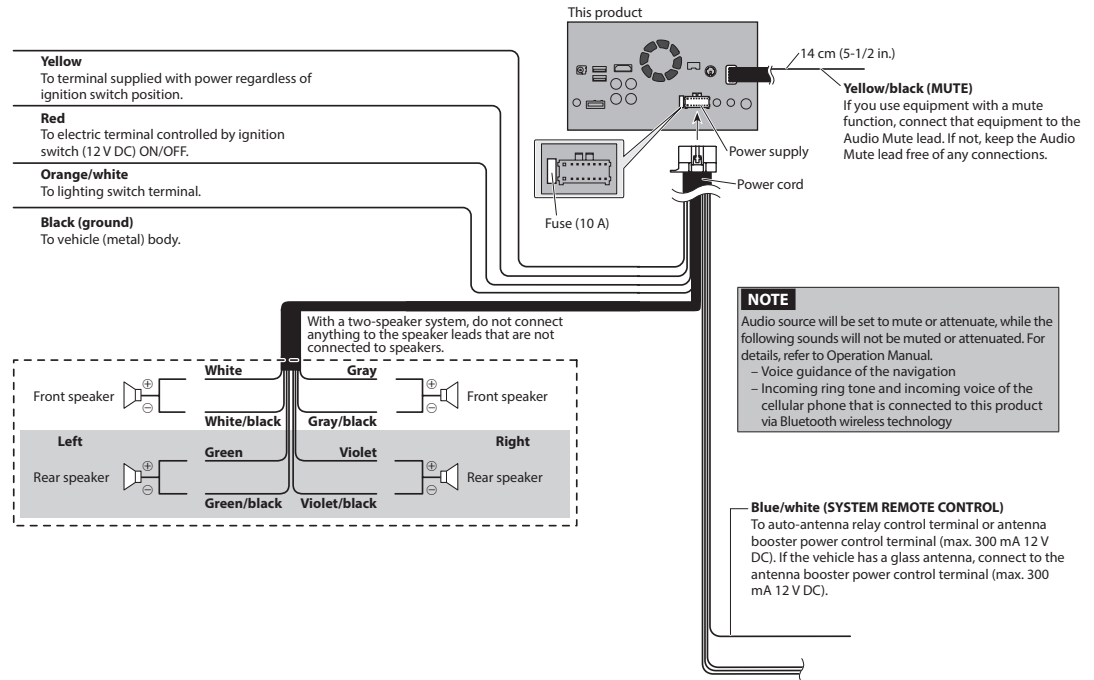 This product
14 cm (5-1/2 in.)
Yellow
To terminal supplied with power regardless of
ignition switch position.
Yellow/black (MUTE)
If you use equipment with a mute
function, connect that equipment to the
Audio Mute lead. If not, keep the Audio
Mute lead free of any connections.
Red
To electric terminal controlled by ignition
switch (12 V DC) ON/OFF.
Orange/white
To lighting switch terminal.
Black (ground)
To vehicle (metal) body.
Power supply
Power cord
Fuse (10 A)
NOTE
Audio source will be set to mute or attenuate, while the
following sounds will not be muted or attenuated. For
details, refer to Operation Manual.
– Voice guidance of the navigation
– Incoming ring tone and incoming voice of the
cellular phone that is connected to this product
via Bluetooth wireless technology
With a two-speaker system, do not connect
anything to the speaker leads that are not
connected to speakers.
White
Gray
Front speaker
⊕
⊖
⊕
⊖
Front speaker
White/black
Gray/black
Left
Right
Green
Violet
Rear speaker
⊕
⊖
⊕
⊖
Rear speaker
Green/black
Violet/black
Blue/white (SYSTEM REMOTE CONTROL)
To auto-antenna relay control terminal or antenna
booster power control terminal (max. 300 mA 12 V
DC). If the vehicle has a glass antenna, connect to the
antenna booster power control terminal (max. 300
mA 12 V DC).